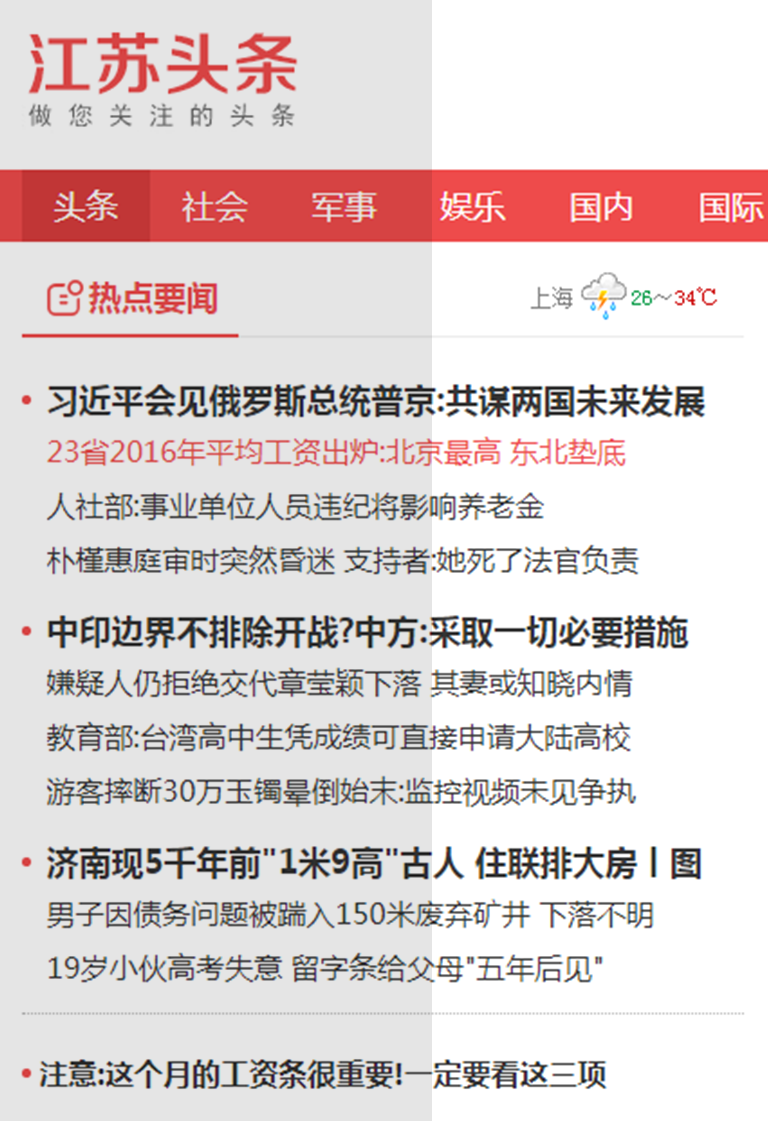 江苏头条
做您关注的头条
头条 社会 军事 娱乐 国内 国际
热点要闻 上海 26～34℃
习近平会见俄罗斯总统普京:共谋两国未来发展
23省2016年平均工资出炉:北京最高 东北垫底
人社部:事业单位人员违纪将影响养老金
朴槿惠庭审时突然昏迷 支持者:她死了法官负责
中印边界不排除开战?中方:采取一切必要措施
嫌疑人仍拒绝交代章莹颖下落 其妻或知晓内情
教育部:台湾高中生凭成绩可直接申请大陆高校
游客摔断30万玉镯晕倒始末:监控视频未见争执
济南现5千年前"1米9高"古人 住联排大房丨图
男子因债务问题被踹入150米废弃矿井 下落不明
19岁小伙高考失意 留字条给父母"五年后见"
注意:这个月的工资条很重要!一定要看这三项